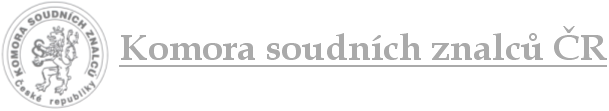 KOMORA SOUDNÍCH ZNALCŮ
České republiky
Komora soudních znalců ČR